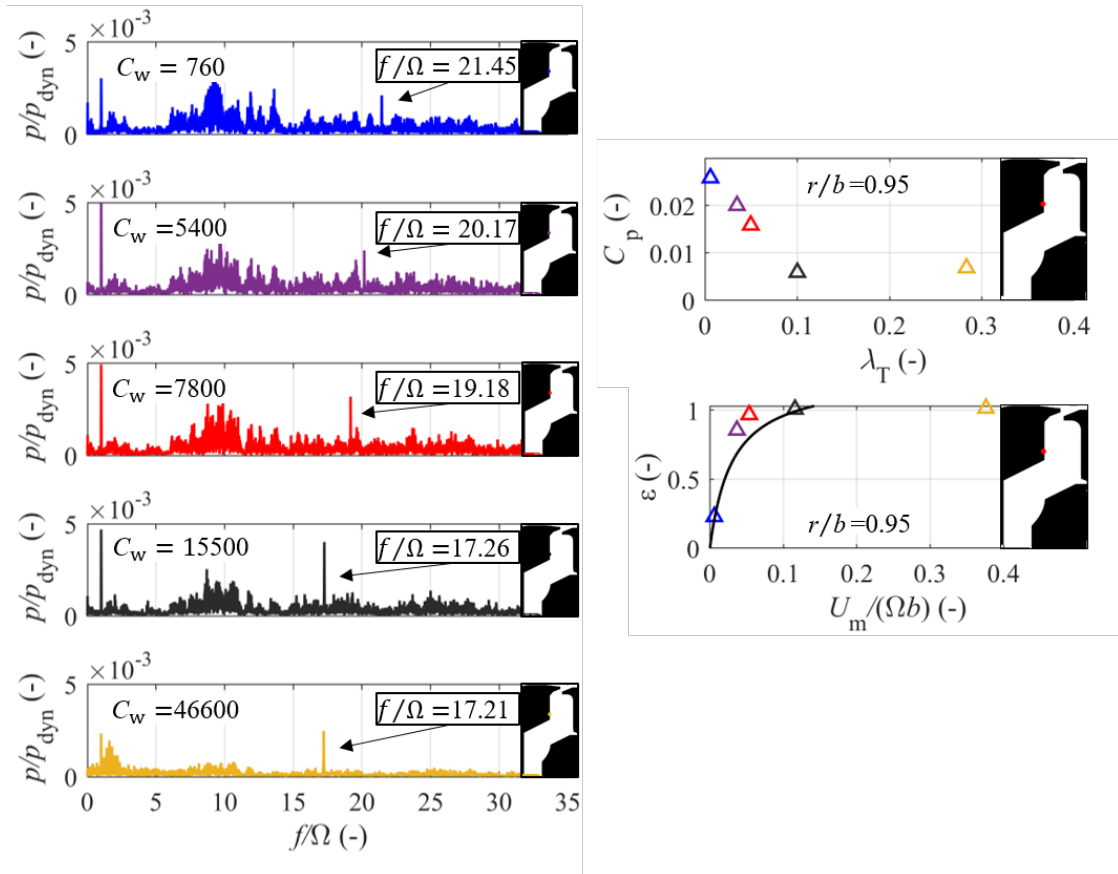 ×10⁻³
5
0
p/p_dyn (-)
C_w = 760
f/Ω = 21.45
×10⁻³
5
0
p/p_dyn (-)
C_w =5400
f/Ω = 20.17
×10⁻³
5
0
p/p_dyn (-)
C_w =7800
f/Ω =19.18
×10⁻³
5
0
p/p_dyn (-)
C_w = 15500
f/Ω =17.26
×10⁻³
5
0
p/p_dyn (-)
C_w =46600
f/Ω =17.21
0 5 10 15 20 25 30 35
f/Ω (-)
r/b=0.95
0.02
0.01
0
C_p (-)
0 0.1 0.2 0.3 0.4
λ_T (-)
1
0.5
0
ε (-)
r/b=0.95
0 0.1 0.2 0.3 0.4
U_m/(Ωb) (-)